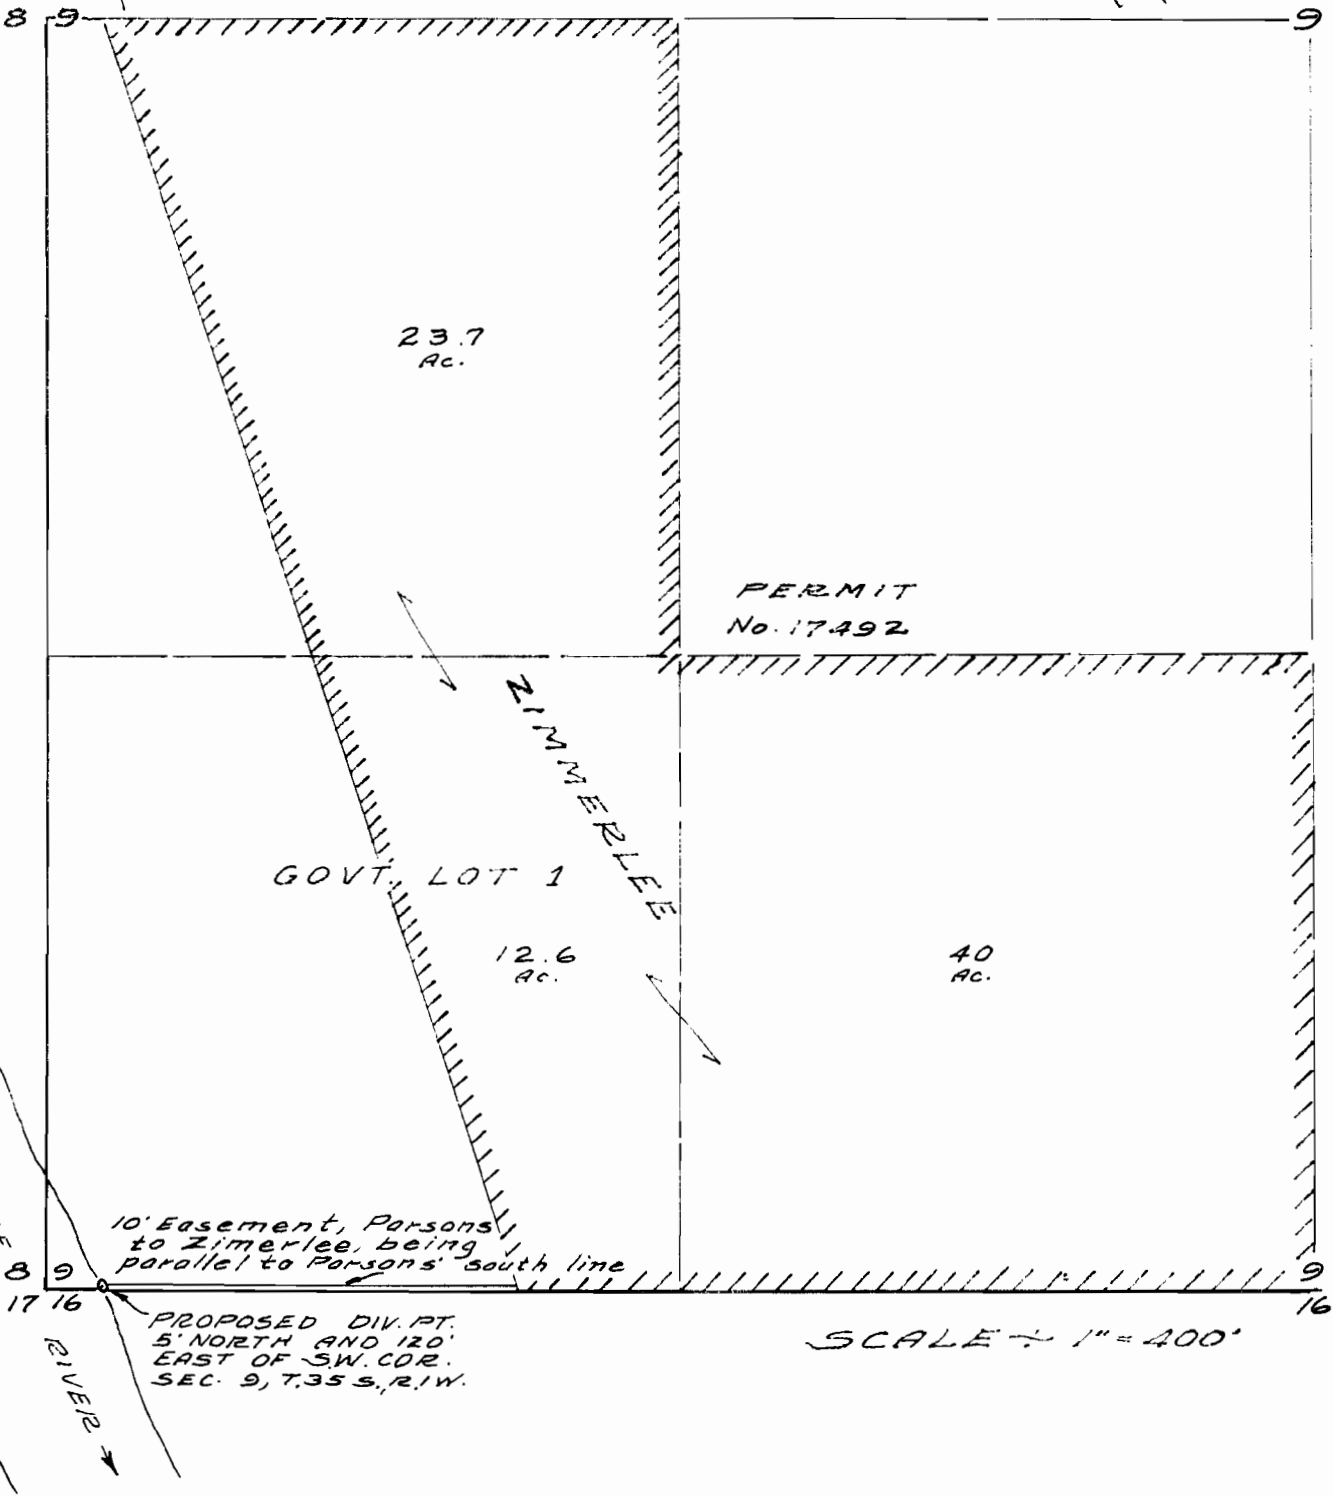 8 9 9
23.7
Ac.
PERMIT
No. 17492
ZIMMERLEE
GOVT. LOT 1
12.6
Ac.
40
Ac.
10' Easement, Parsons
to Zimerlee, being
parallel to Parsons' south line
8 9 9
17 16 16
PROPOSED DIV. PT.
5' NORTH AND 120'
EAST OF S.W. COR.
SEC. 9, T.35 S., R.1W.
SCALE ÷ 1" = 400'
RIVER